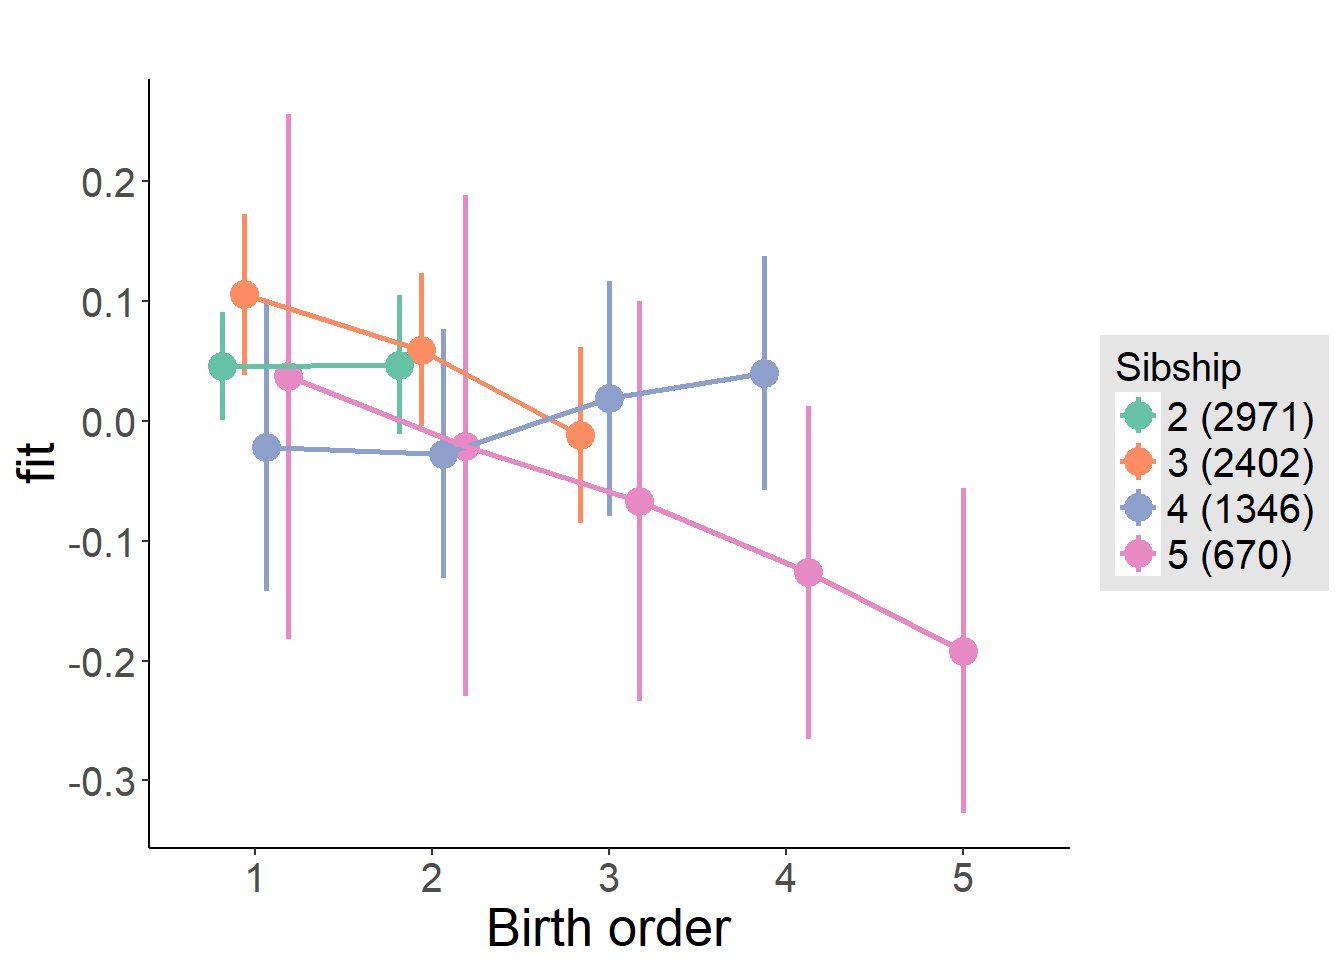 fit
0.2
0.1
0.0
-0.1
-0.2
-0.3
1 2 3 4 5
Birth order
Sibship
2 (2971)
3 (2402)
4 (1346)
5 (670)